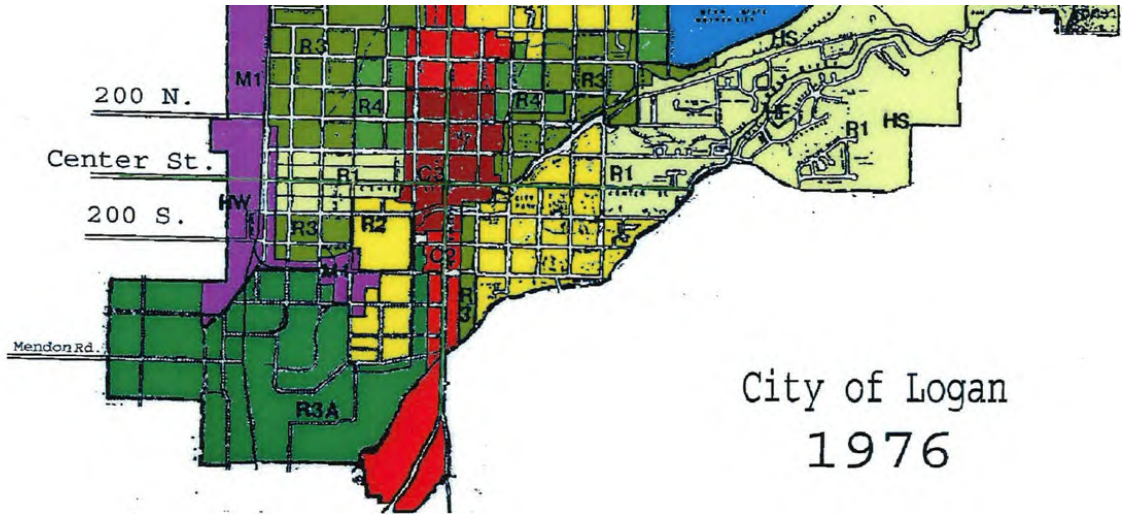 HS
R3
R3
M1
R4
R4
200 N.
HS
R1
Center St.
R1
C3
R1
HW
200 S.
R2
R3
C2
M1
R
3
Mendon Rd.
City of Logan
R3A
1976